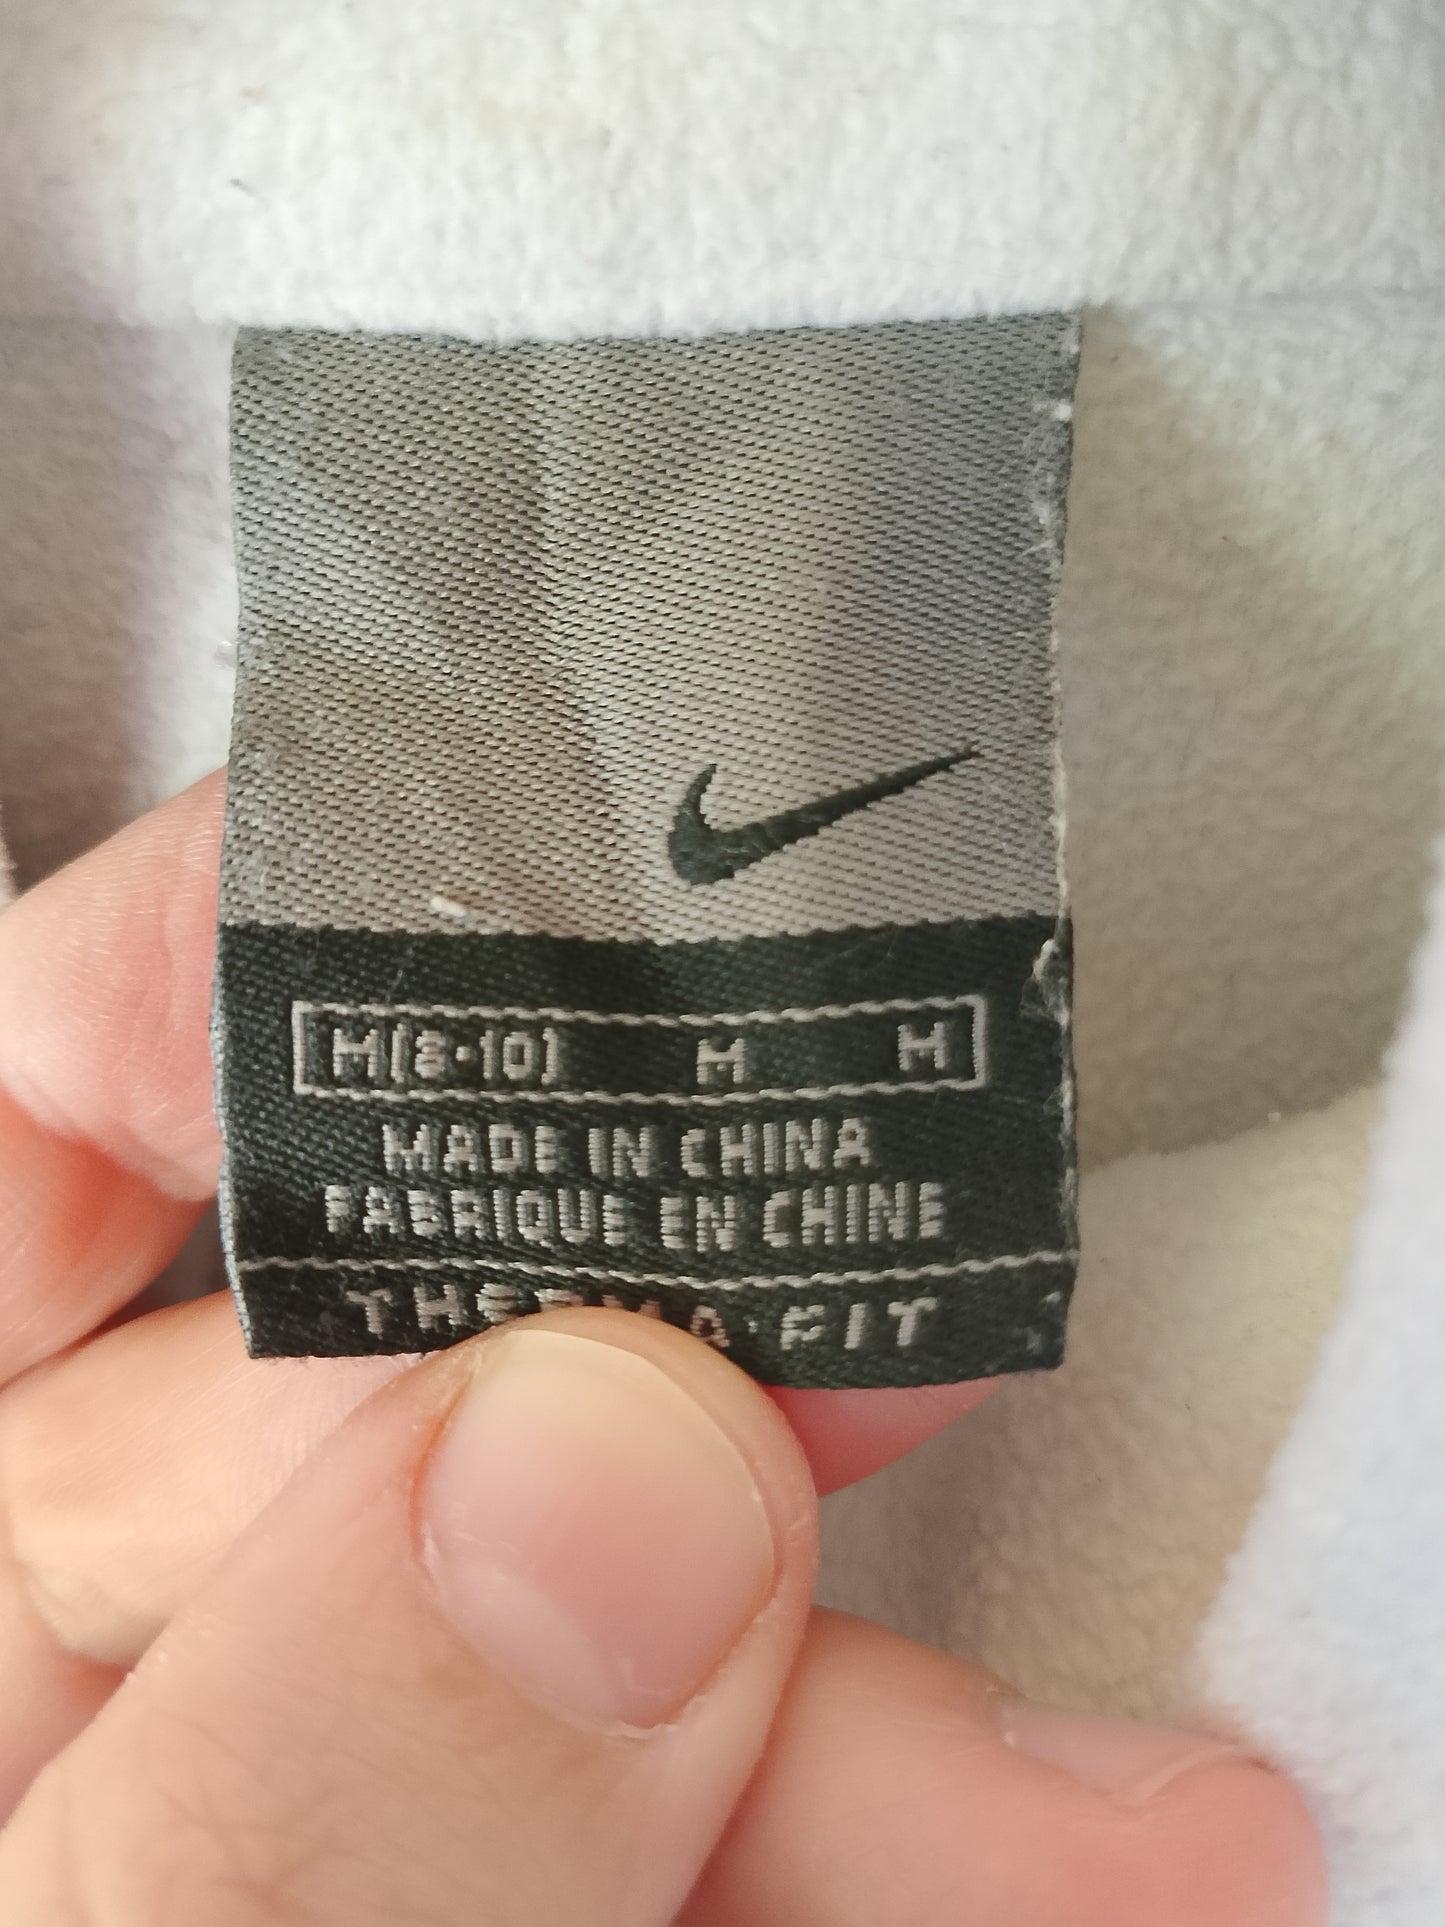 M(8-10) M M
MADE IN CHINA
FABRIQUE EN CHINE
THERMA·FIT